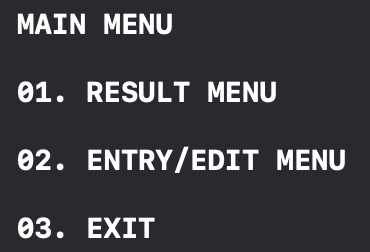 MAIN MENU
01. RESULT MENU
02. ENTRY/EDIT MENU
03. EXIT